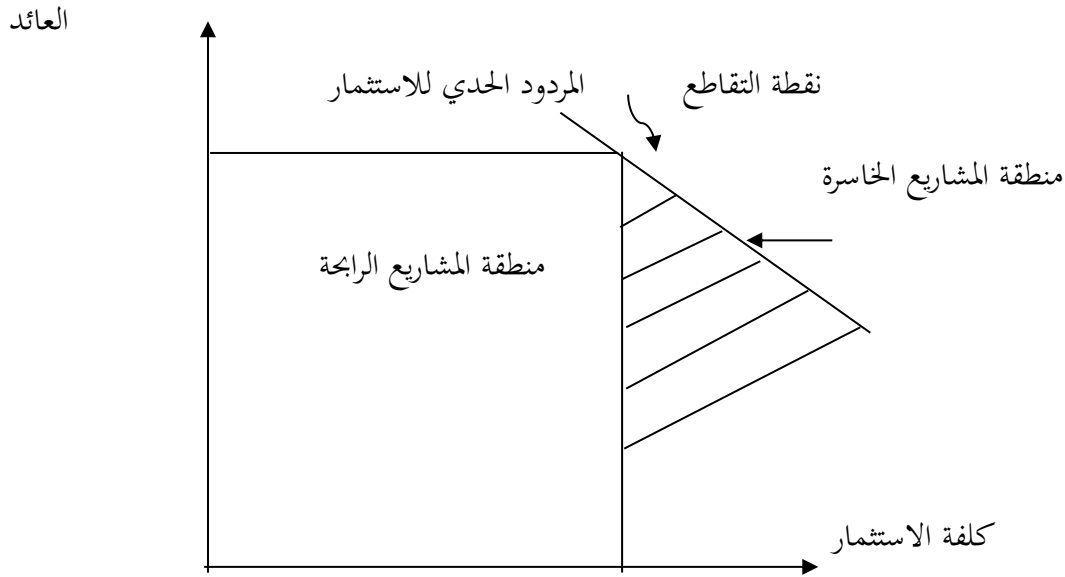 العائد
المردود الحدي للاستثمار
نقطة التقاطع
منطقة المشاريع الخاسرة
منطقة المشاريع الرابحة
كلفة الاستثمار